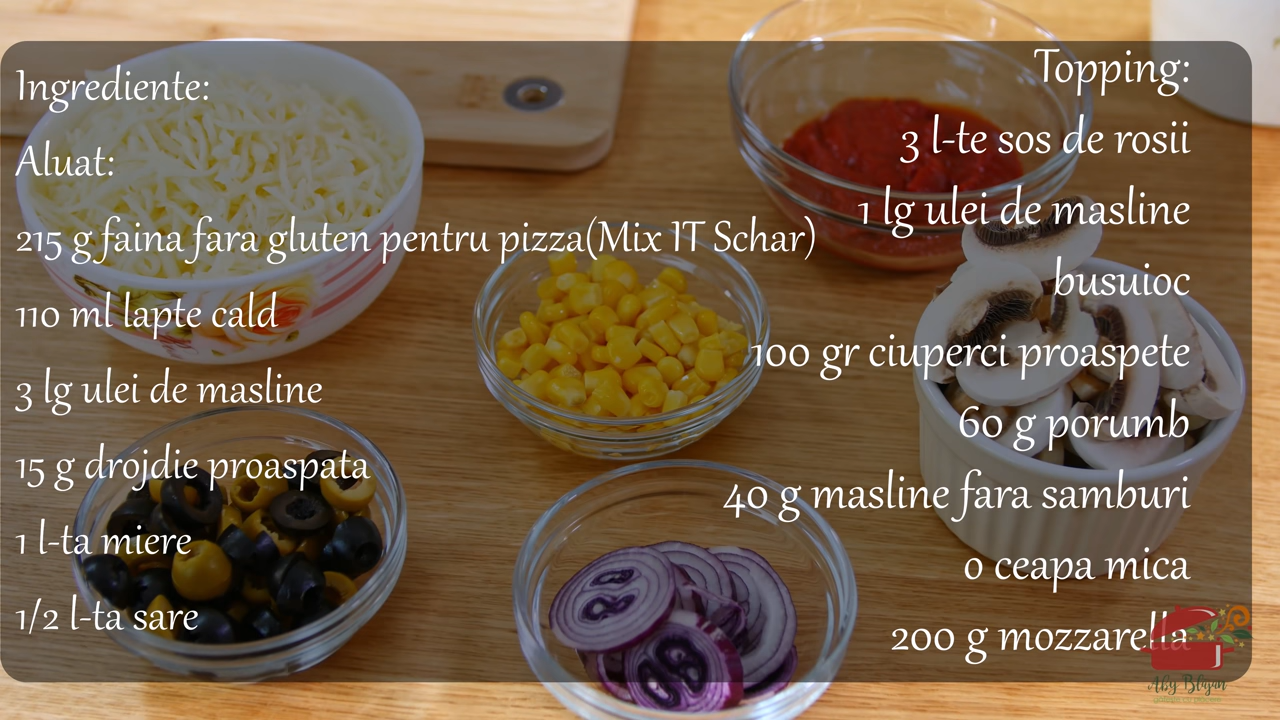 Ingrediente:
Aluat:
215 g faina fara gluten pentru pizza(Mix IT Schar)
110 ml lapte cald
3 lg ulei de masline
15 g drojdie proaspata
1 l-ta miere
1/2 l-ta sare
Topping:
3 l-te sos de rosii
1 lg ulei de masline
busuioc
100 gr ciuperci proaspete
60 g porumb
40 g masline fara samburi
o ceapa mica
200 g mozzarella
Aby Blajan